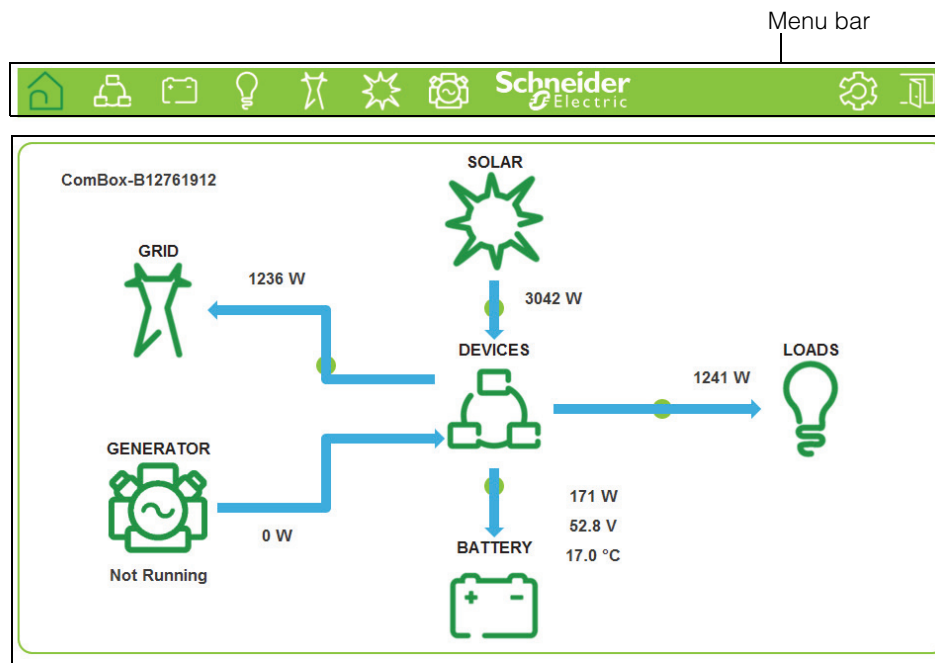 Menu bar
Schneider
Electric
ComBox-B12761912
SOLAR
GRID
1236 W
3042 W
DEVICES
LOADS
1241 W
GENERATOR
0 W
171 W
52.8 V
17.0 °C
BATTERY
Not Running